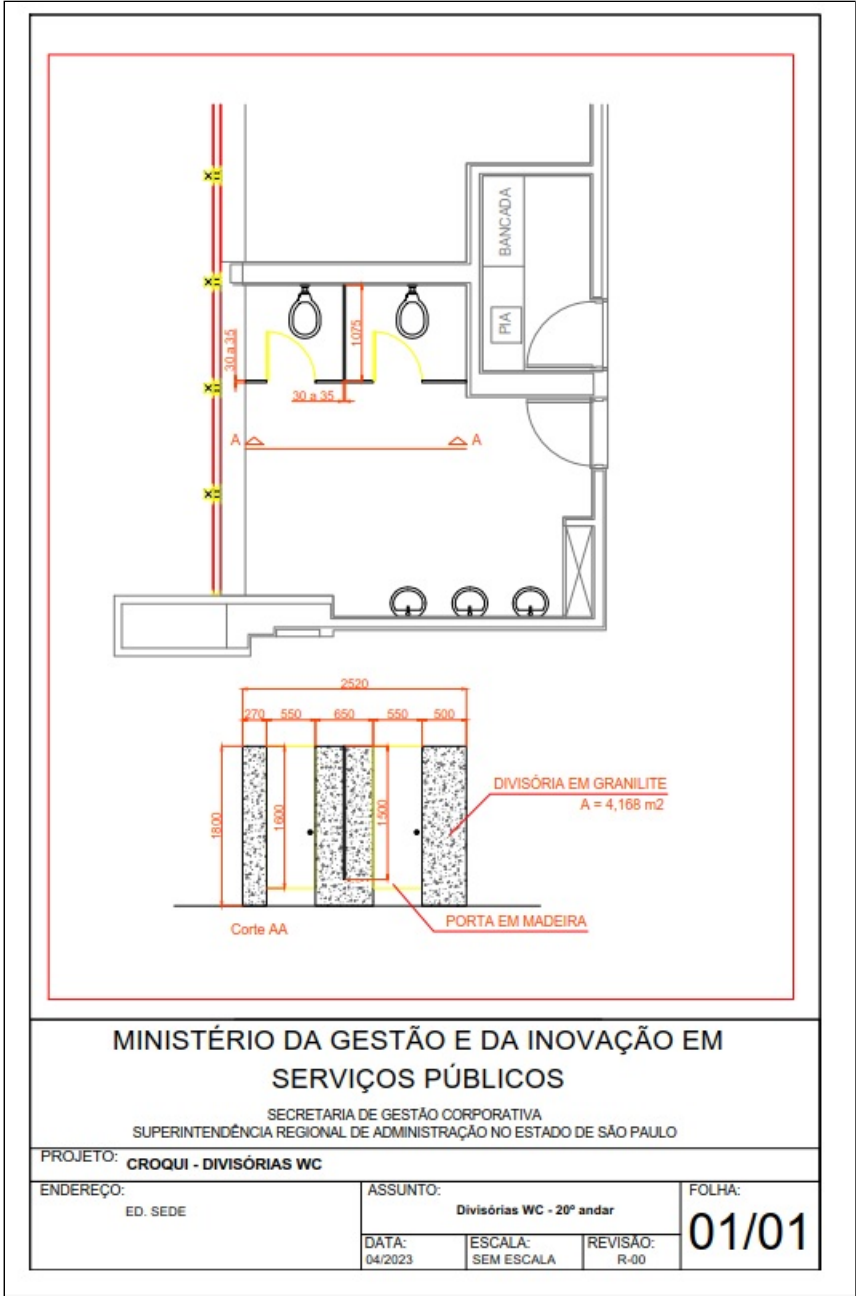 BANCADA
PIA
1075
30 a 35
30 a 35
A
A
2520
270
550
650
550
500
1800
1600
1500
DIVISÓRIA EM GRANILITE
A = 4,168 m2
PORTA EM MADEIRA
Corte AA
MINISTÉRIO DA GESTÃO E DA INOVAÇÃO EM
SERVIÇOS PÚBLICOS
SECRETARIA DE GESTÃO CORPORATIVA
SUPERINTENDÊNCIA REGIONAL DE ADMINISTRAÇÃO NO ESTADO DE SÃO PAULO
PROJETO: CROQUI - DIVISÓRIAS WC
ENDEREÇO:
ED. SEDE
ASSUNTO:
Divisórias WC - 20º andar
DATA:
04/2023
ESCALA:
SEM ESCALA
REVISÃO:
R-00
FOLHA:
01/01